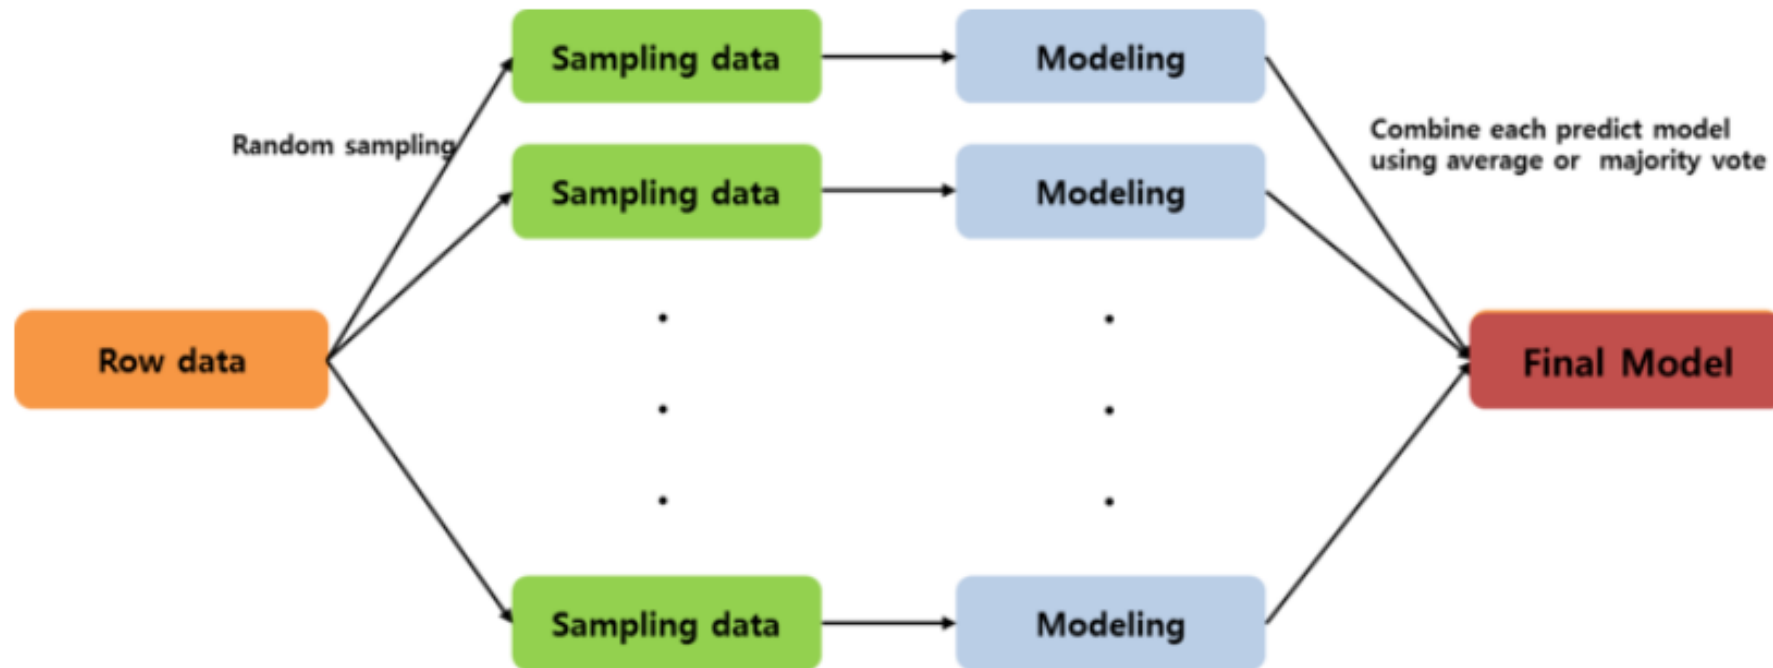 Sampling data
Modeling
Random sampling
Combine each predict model
using average or majority vote
Sampling data
Modeling
Row data
Final Model
Sampling data
Modeling